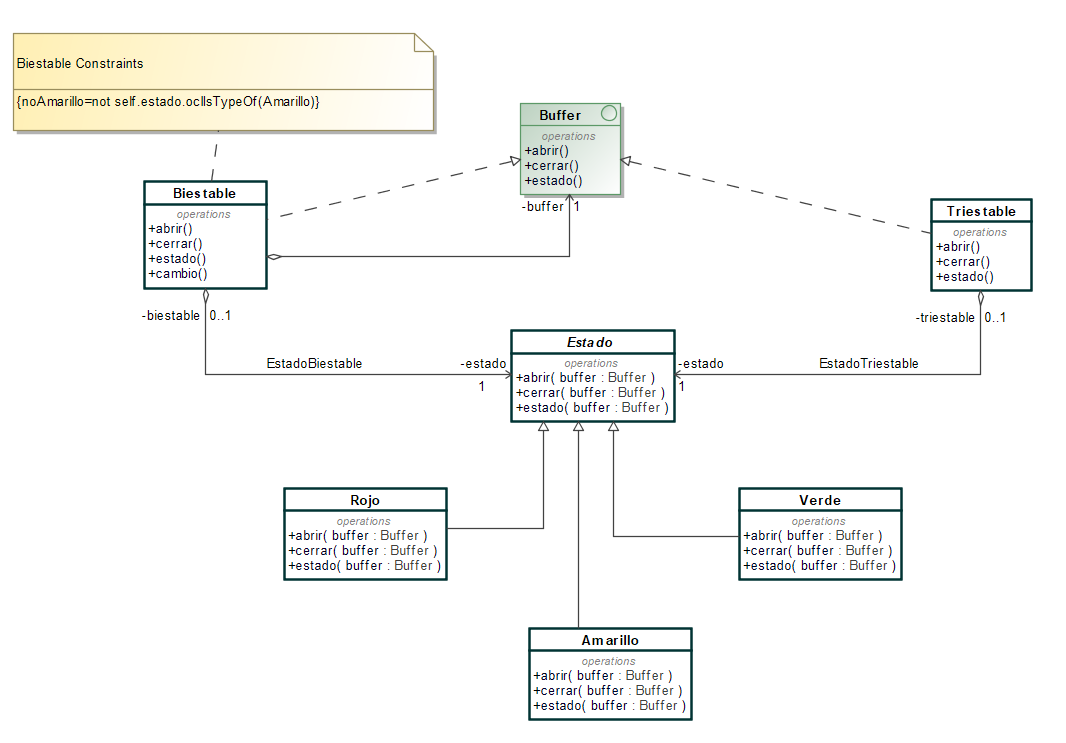 Biestable Constraints
{noAmarillo=not self.estado.oclIsTypeOf(Amarillo)}
Buffer
operations
+abrir()
+cerrar()
+estado()
-buffer 1
Biestable
operations
+abrir()
+cerrar()
+estado()
+cambio()
-biestable 0..1
Triestable
operations
+abrir()
+cerrar()
+estado()
-triestable 0..1
EstadoBiestable
-estado
1
Estado
operations
+abrir( buffer : Buffer )
+cerrar( buffer : Buffer )
+estado( buffer : Buffer )
-estado
1
EstadoTriestable
Rojo
operations
+abrir( buffer : Buffer )
+cerrar( buffer : Buffer )
+estado( buffer : Buffer )
Verde
operations
+abrir( buffer : Buffer )
+cerrar( buffer : Buffer )
+estado( buffer : Buffer )
Amarillo
operations
+abrir( buffer : Buffer )
+cerrar( buffer : Buffer )
+estado( buffer : Buffer )